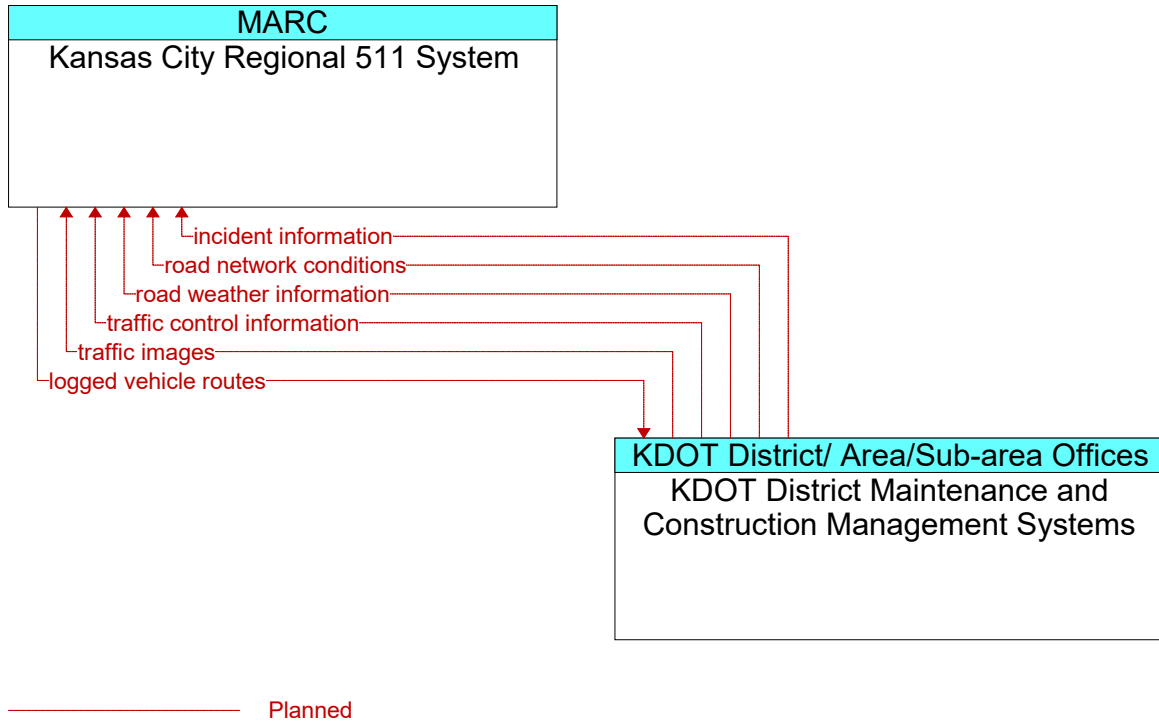 MARC
Kansas City Regional 511 System
incident information
road network conditions
road weather information
traffic control information
traffic images
logged vehicle routes
KDOT District/ Area/Sub-area Offices
KDOT District Maintenance and
Construction Management Systems
Planned